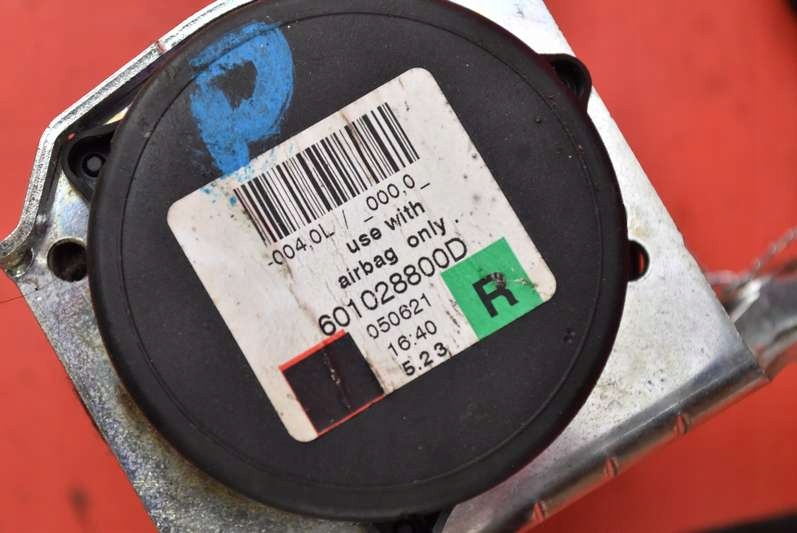 P
-004,0L / _000,0_
use with
airbag only.
601028800D
R
050621
16:40
5.23